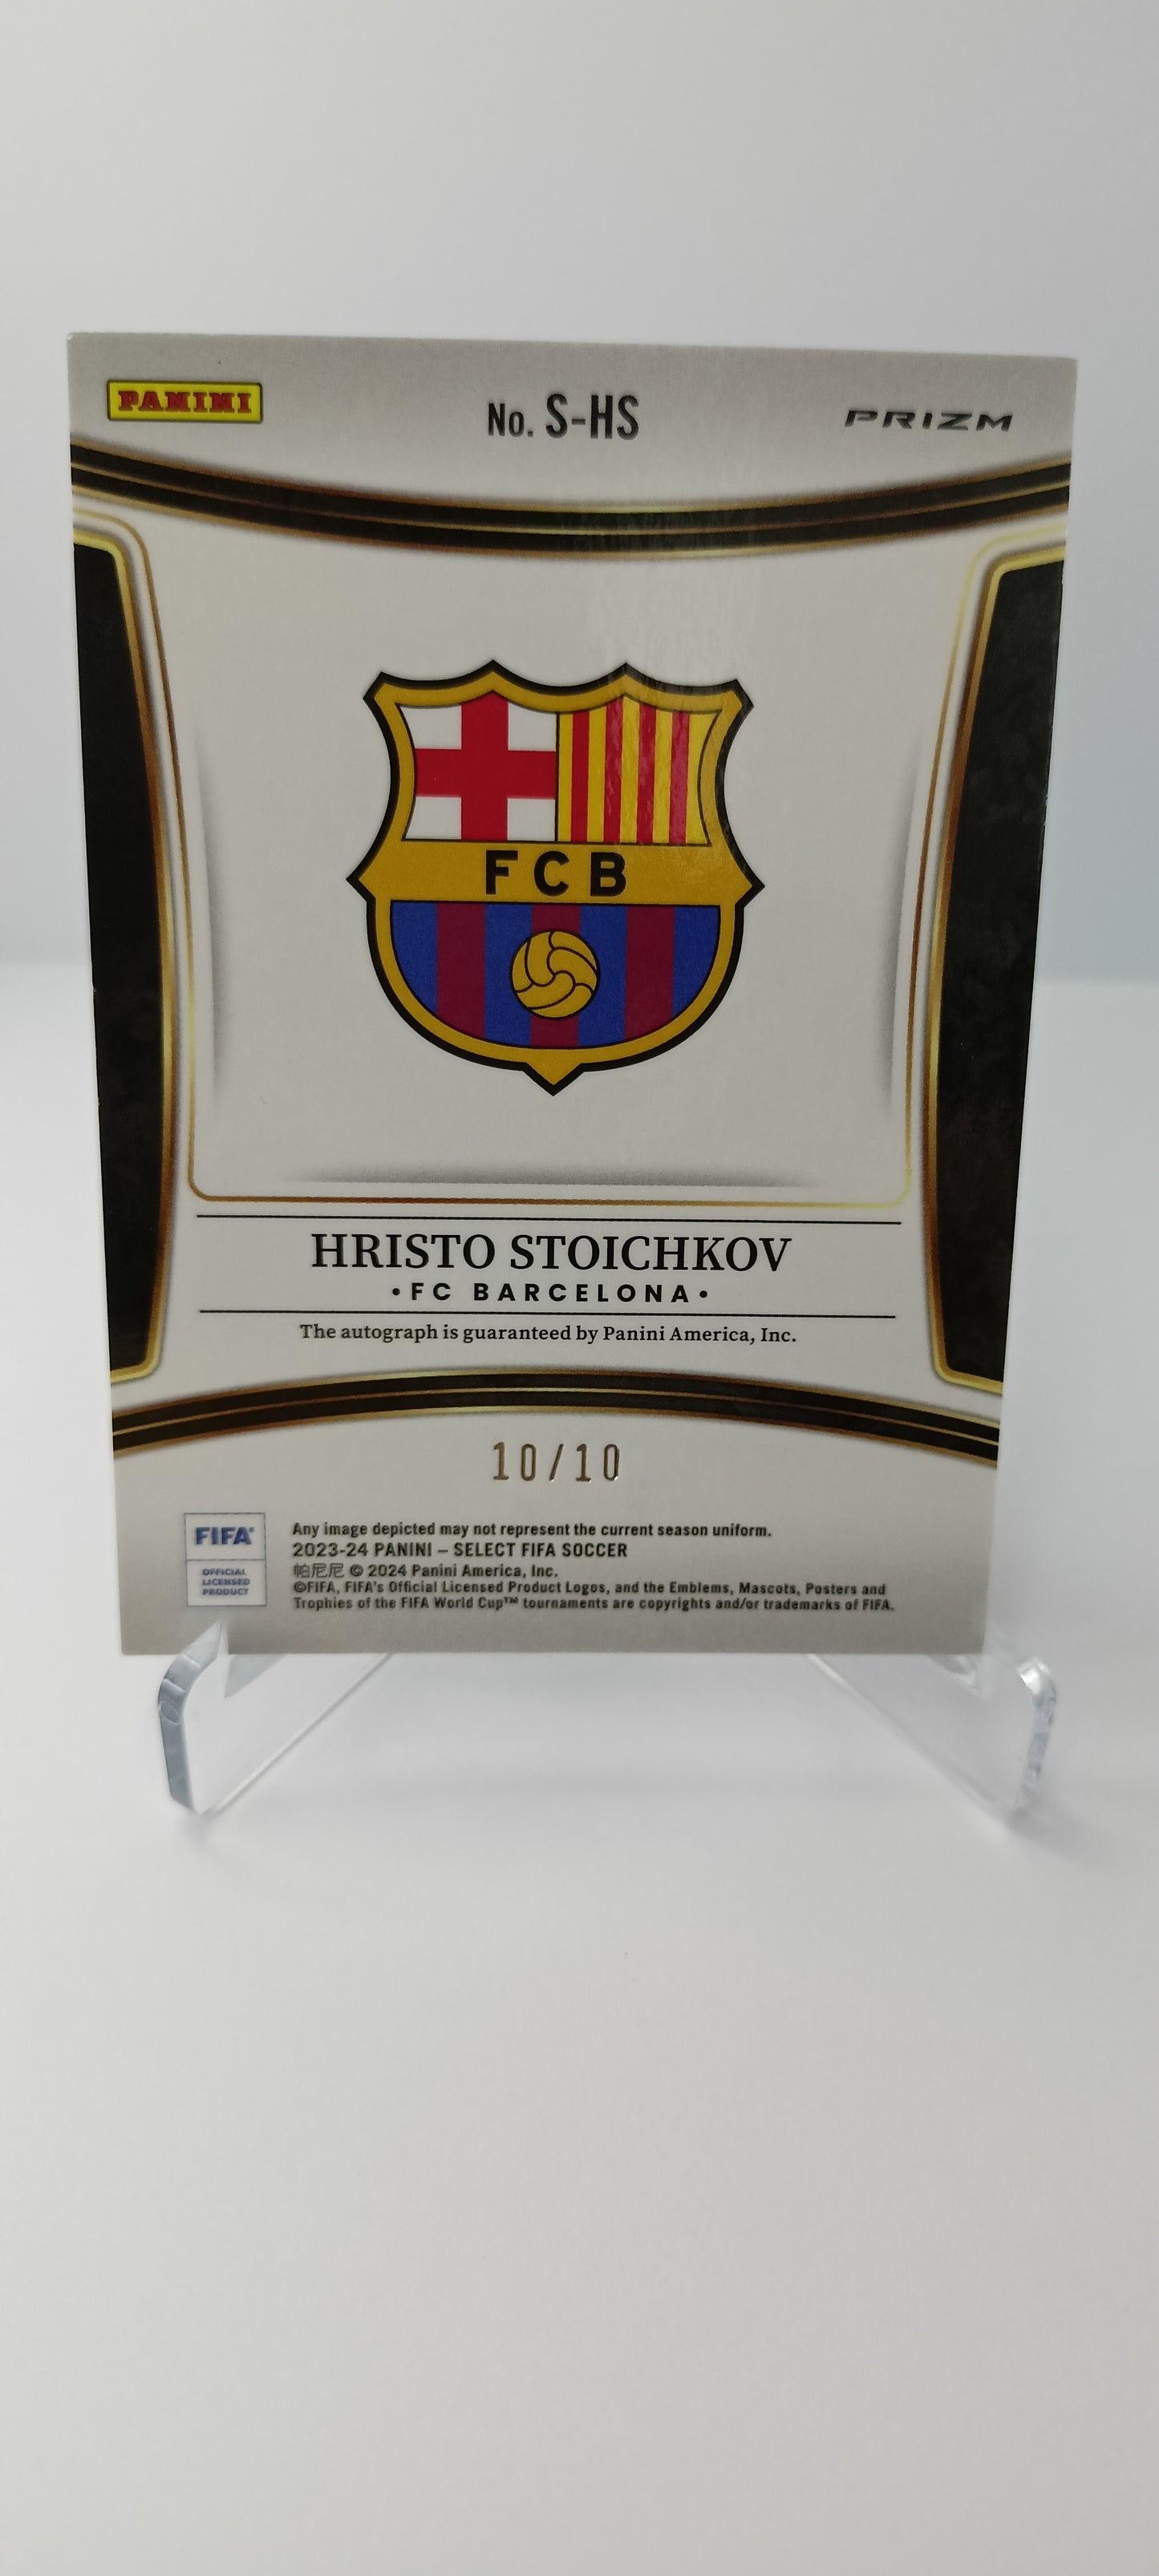 PANINI
No. S-HS
PRIZM
FCB
HRISTO STOICHKOV
•FC BARCELONA•
The autograph is guaranteed by Panini America, Inc.
10/10
FIFA®
OFFICIAL
LICENSED
PRODUCT
Any image depicted may not represent the current season uniform.
2023-24 PANINI – SELECT FIFA SOCCER
帕尼尼 © 2024 Panini America, Inc.
©FIFA, FIFA's Official Licensed Product Logos, and the Emblems, Mascots, Posters and
Trophies of the FIFA World Cup™ tournaments are copyrights and/or trademarks of FIFA.